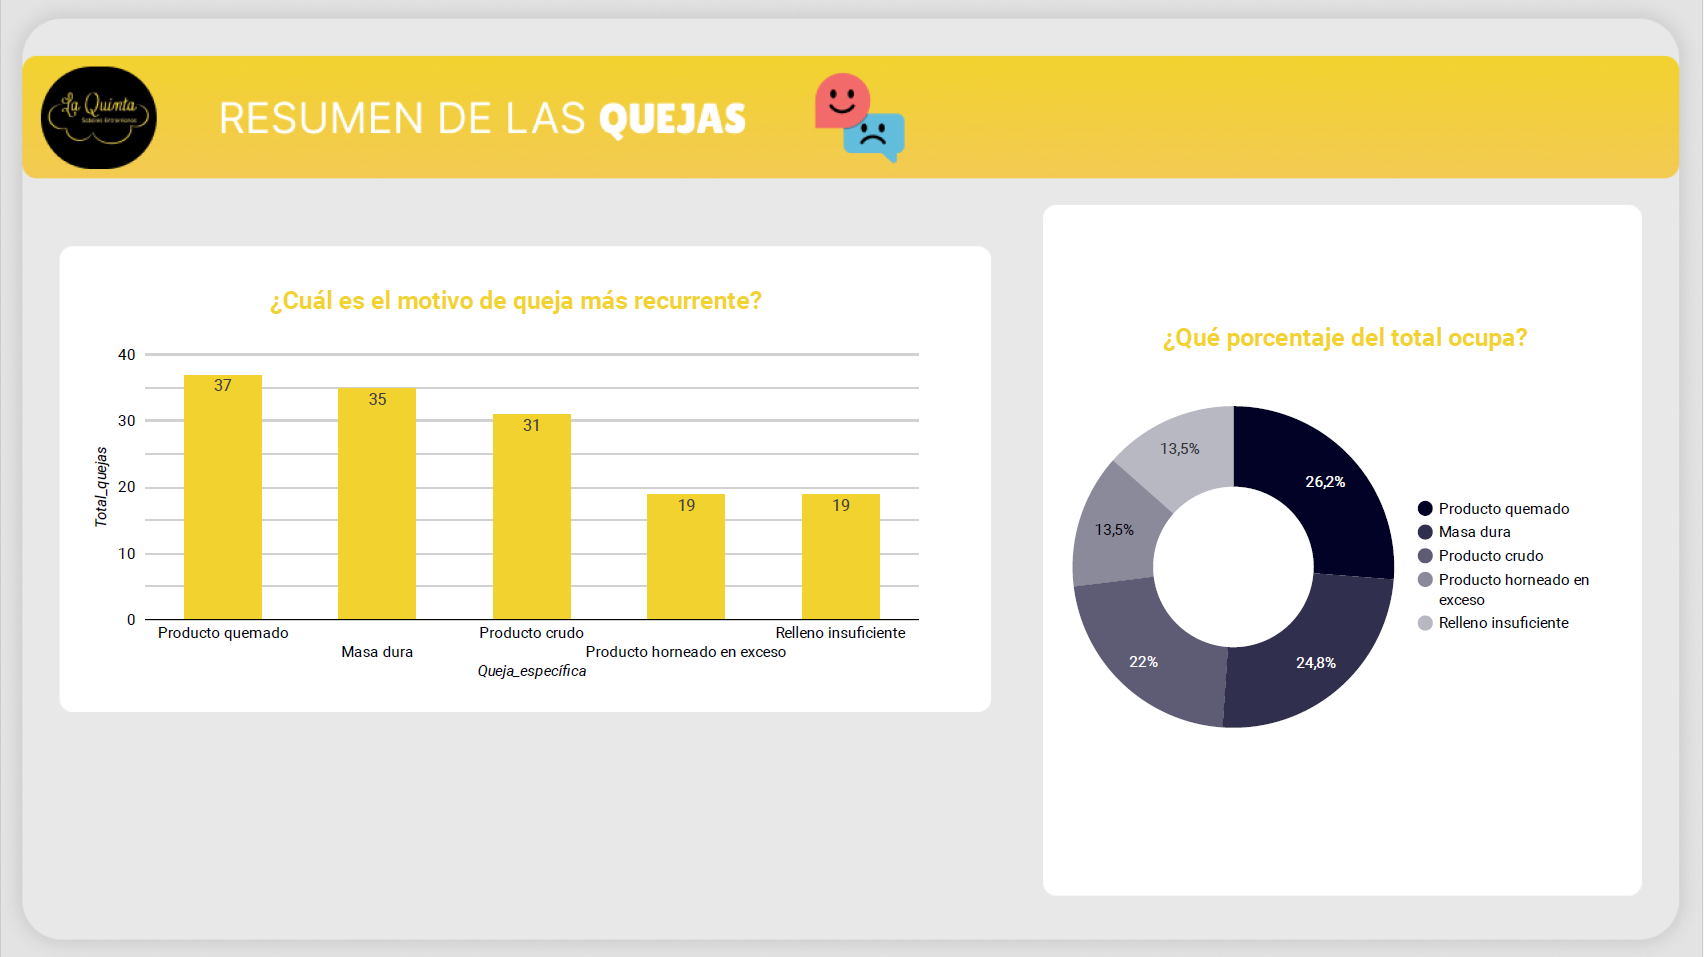 La Quinta
Sabores Entrerrianos
RESUMEN DE LAS QUEJAS
¿Cuál es el motivo de queja más recurrente?
Total_quejas
40
30
20
10
0
37
35
31
19
19
Producto quemado
Masa dura
Producto crudo
Producto horneado en exceso
Relleno insuficiente
Queja_específica
¿Qué porcentaje del total ocupa?
26,2%
24,8%
22%
13,5%
13,5%
Producto quemado
Masa dura
Producto crudo
Producto horneado en
exceso
Relleno insuficiente